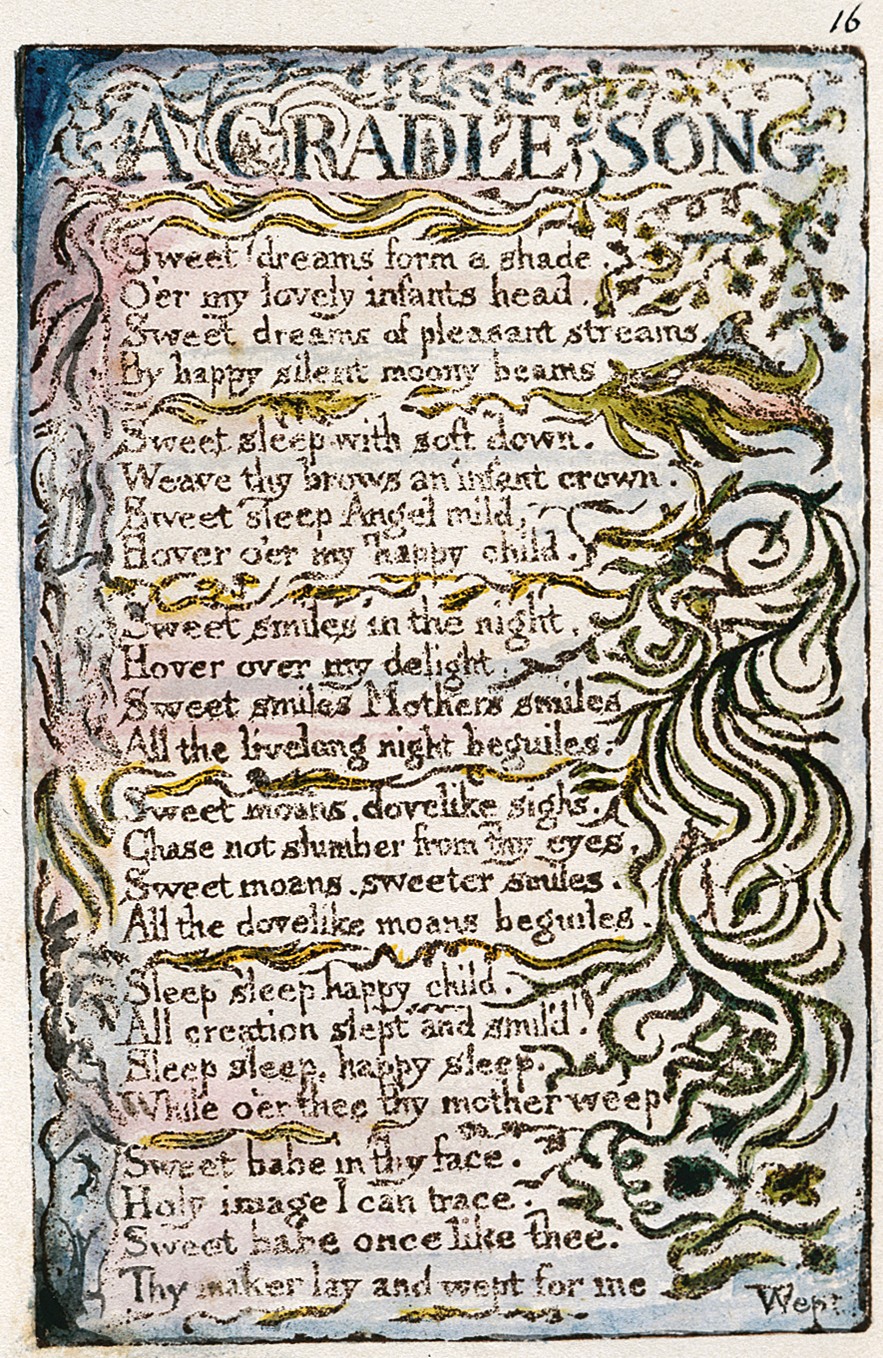 16
A CRADLE SONG
Sweet dreams form a shade.
O'er my lovely infants head.
Sweet dreams of pleasant streams,
By happy silent moony beams
Sweet sleep with soft down.
Weave thy brows an infant crown.
Sweet sleep Angel mild,
Hover o'er my happy child.
Sweet smiles in the night,
Hover over my delight.
Sweet smiles Mothers smiles
All the livelong night beguiles.
Sweet moans, dovelike sighs.
Chase not slumber from thy eyes,
Sweet moans, sweeter smiles.
All the dovelike moans beguiles.
Sleep sleep happy child.
All creation slept and smil'd.
Sleep sleep, happy sleep,
While o'er thee thy mother weep
Sweet babe in thy face.
Holy image I can trace.
Sweet babe once like thee.
Thy maker lay and wept for me
Wept